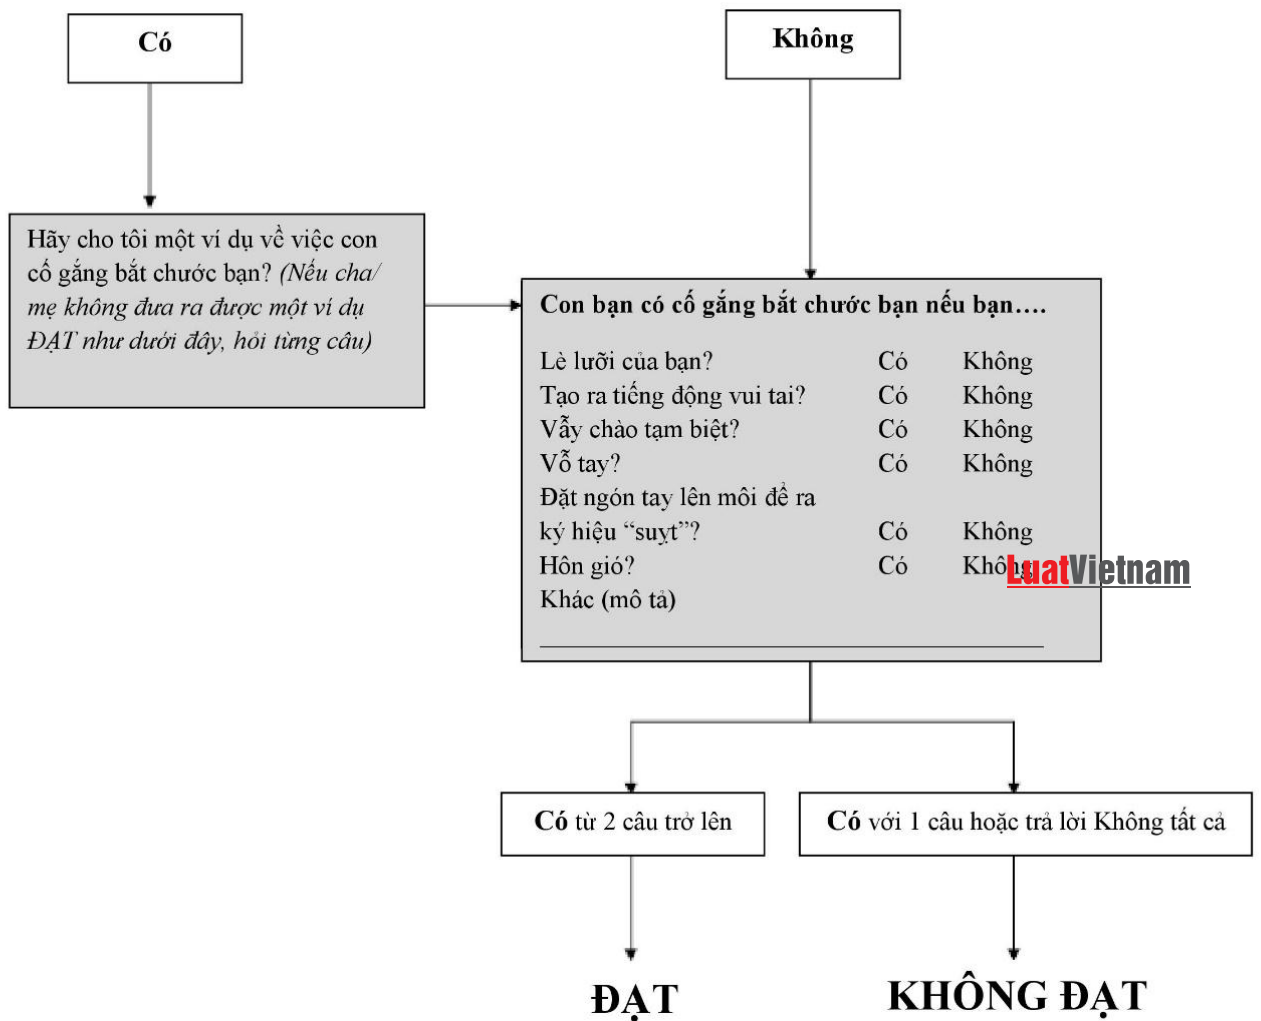 Có
Không
Hãy cho tôi một ví dụ về việc con
cố gắng bắt chước bạn? (Nếu cha/
mẹ không đưa ra được một ví dụ
ĐẠT như dưới đây, hỏi từng câu)
Con bạn có cố gắng bắt chước bạn nếu bạn….
Lè lưỡi của bạn? Có Không
Tạo ra tiếng động vui tai? Có Không
Vẫy chào tạm biệt? Có Không
Vỗ tay? Có Không
Đặt ngón tay lên môi để ra
ký hiệu “suỵt”? Có Không
Hôn gió? Có Không
LuatVietnam
Khác (mô tả)
Có từ 2 câu trở lên
Có với 1 câu hoặc trả lời Không tất cả
ĐẠT
KHÔNG ĐẠT